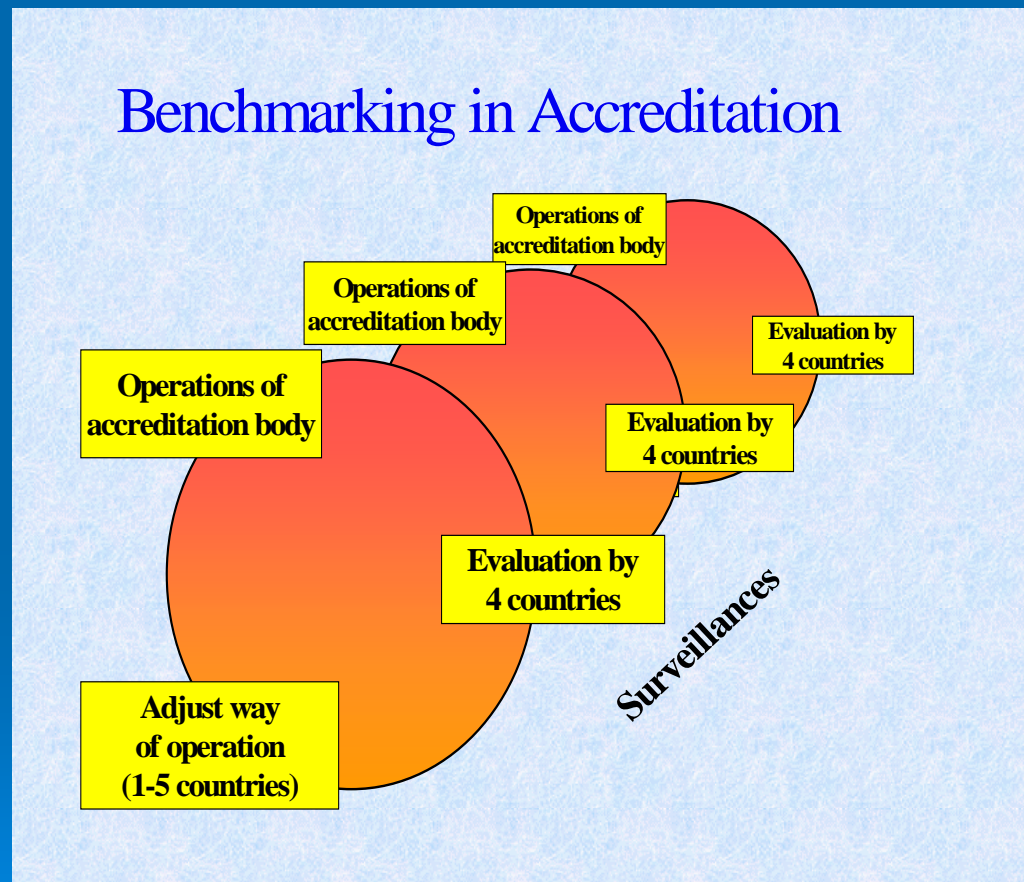 Benchmarking in Accreditation
Operations of
accreditation body
Operations of
accreditation body
Evaluation by
4 countries
Operations of
accreditation body
Evaluation by
4 countries
Evaluation by
4 countries
Surveillances
Adjust way
of operation
(1-5 countries)